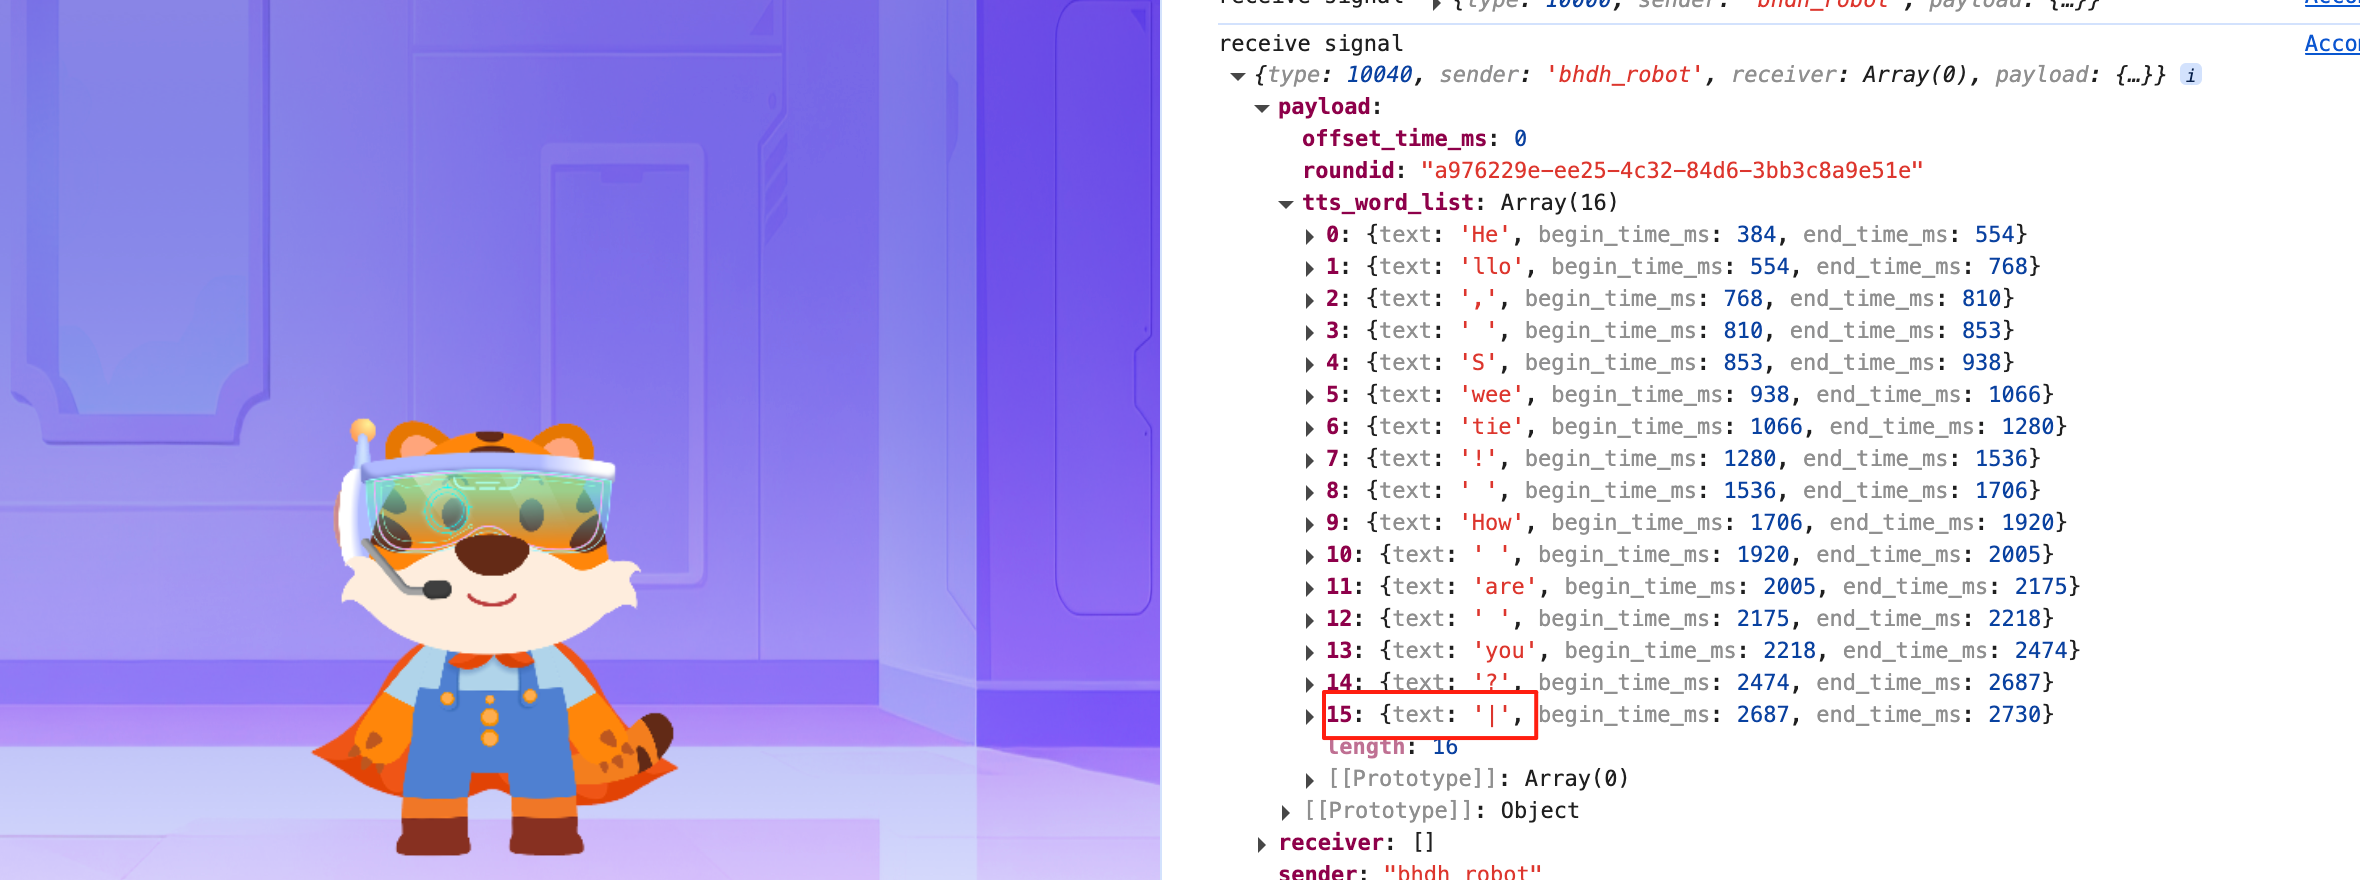 receive signal {type: 10000, sender: 'bhdh_robot', payload: {…}}
receive signal
{type: 10040, sender: 'bhdh_robot', receiver: Array(0), payload: {…}} i
payload:
offset_time_ms: 0
roundid: "a976229e-ee25-4c32-84d6-3bb3c8a9e51e"
tts_word_list: Array(16)
0: {text: 'He', begin_time_ms: 384, end_time_ms: 554}
1: {text: 'llo', begin_time_ms: 554, end_time_ms: 768}
2: {text: ',', begin_time_ms: 768, end_time_ms: 810}
3: {text: ' ', begin_time_ms: 810, end_time_ms: 853}
4: {text: 'S', begin_time_ms: 853, end_time_ms: 938}
5: {text: 'wee', begin_time_ms: 938, end_time_ms: 1066}
6: {text: 'tie', begin_time_ms: 1066, end_time_ms: 1280}
7: {text: '!', begin_time_ms: 1280, end_time_ms: 1536}
8: {text: ' ', begin_time_ms: 1536, end_time_ms: 1706}
9: {text: 'How', begin_time_ms: 1706, end_time_ms: 1920}
10: {text: ' ', begin_time_ms: 1920, end_time_ms: 2005}
11: {text: 'are', begin_time_ms: 2005, end_time_ms: 2175}
12: {text: ' ', begin_time_ms: 2175, end_time_ms: 2218}
13: {text: 'you', begin_time_ms: 2218, end_time_ms: 2474}
14: {text: '?', begin_time_ms: 2474, end_time_ms: 2687}
15: {text: '|', begin_time_ms: 2687, end_time_ms: 2730}
length: 16
[[Prototype]]: Array(0)
[[Prototype]]: Object
receiver: []
sender: "bhdh_robot"